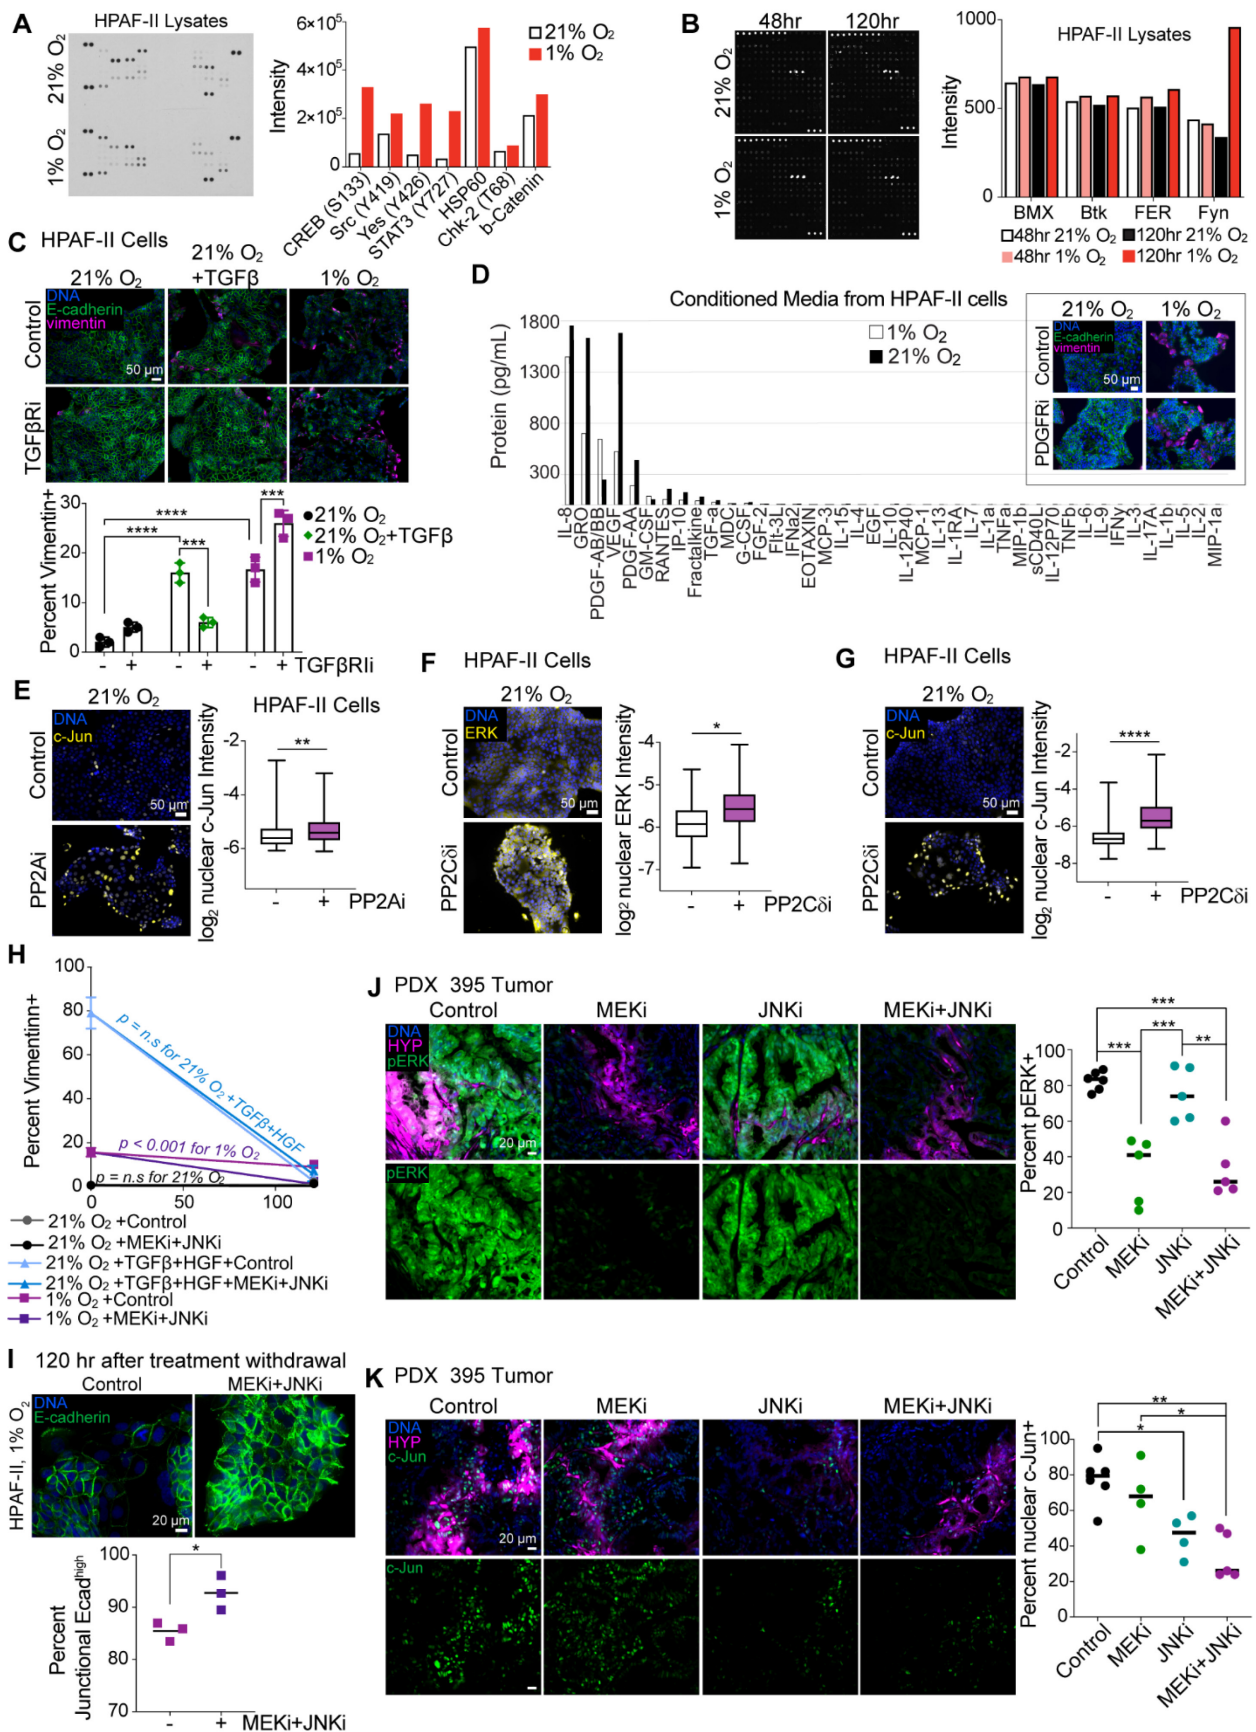 A
HPAF-II Lysates
21% O2
1% O2
Intensity
6×10^5
4×10^5
2×10^5
0
21% O2
1% O2
CREB (S133)
Src (Y419)
Yes (Y426)
STAT3 (Y727)
HSP60
Chk-2 (T68)
b-Catenin
B
48hr 120hr
21% O2
1% O2
HPAF-II Lysates
Intensity
1000
500
0
BMX Btk FER Fyn
48hr 21% O2 120hr 21% O2
48hr 1% O2 120hr 1% O2
C HPAF-II Cells
21% O2
21% O2 +TGFβ
1% O2
Control
DNA
E-cadherin
vimentin
50 μm
TGFβRi
Percent Vimentin+
30
20
10
0
**** **** *** ***
21% O2
21% O2+TGFβ
1% O2
- + - + - + TGFβRIIi
D
Conditioned Media from HPAF-II cells
Protein (pg/mL)
1800
1300
800
300
1% O2
21% O2
IL-8
GRO
PDGF-AB/BB
VEGF
PDGF-AA
GM-CSF
RANTES
IP-10
Fractalkine
TGF-a
MDC
G-CSF
FGF-2
Flt-3L
IFNa2
EOTAXIN
MCP-3
IL-15
IL-4
EGF
IL-10
IL-12P40
MCP-1
IL-13
IL-1RA
IL-7
IL-1a
TNFa
MIP-1b
sCD40L
IL-12P70
TNFb
IL-6
IL-9
IFNy
IL-3
IL-17A
IL-1b
IL-5
IL-2
MIP-1a
21% O2 1% O2
Control
DNA
E-cadherin
vimentin
50 μm
PDGFRi
E
21% O2
Control
DNA
c-Jun
50 μm
PP2Ai
HPAF-II Cells
log2 nuclear c-Jun Intensity
-2
-4
-6
**
- + PP2Ai
F HPAF-II Cells
21% O2
Control
DNA
ERK
50 μm
PP2Cδi
log2 nuclear ERK Intensity
-4
-5
-6
-7
*
- + PP2Cδi
G HPAF-II Cells
21% O2
Control
DNA
c-Jun
50 μm
PP2Cδi
log2 nuclear c-Jun Intensity
-2
-4
-6
-8
****
- + PP2Cδi
H
Percent Vimentinn+
100
80
60
40
20
0
0 50 100
p = n.s for 21% O2 +TGFβ+HGF
p < 0.001 for 1% O2
p = n.s for 21% O2
21% O2 +Control
21% O2 +MEKi+JNKi
21% O2 +TGFβ+HGF+Control
21% O2 +TGFβ+HGF+MEKi+JNKi
1% O2 +Control
1% O2 +MEKi+JNKi
I 120 hr after treatment withdrawal
Control MEKi+JNKi
HPAF-II, 1% O2
DNA
E-cadherin
20 μm
Percent
Junctional Ecad^high
100
90
80
70
*
- + MEKi+JNKi
J PDX 395 Tumor
Control MEKi JNKi MEKi+JNKi
DNA
HYP
pERK
20 μm
pERK
Percent pERK+
100
80
60
40
20
0
*** *** *** **
Control MEKi JNKi MEKi+JNKi
K PDX 395 Tumor
Control MEKi JNKi MEKi+JNKi
DNA
HYP
c-Jun
20 μm
c-Jun
Percent nuclear c-Jun+
100
80
60
40
20
0
** * *
Control MEKi JNKi MEKi+JNKi